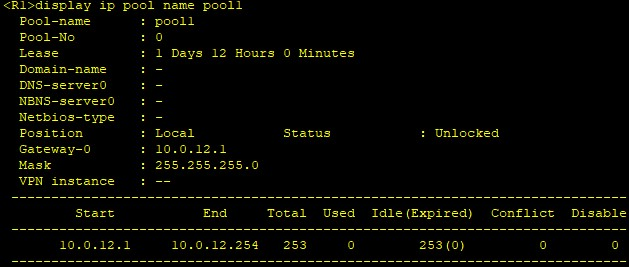 <R1>display ip pool name pool1
Pool-name : pool1
Pool-No : 0
Lease : 1 Days 12 Hours 0 Minutes
Domain-name : -
DNS-server0 : -
NBNS-server0 : -
Netbios-type : -
Position : Local Status : Unlocked
Gateway-0 : 10.0.12.1
Mask : 255.255.255.0
VPN instance : --
--------------------------------------------------------------------------------
Start End Total Used Idle(Expired) Conflict Disable
--------------------------------------------------------------------------------
10.0.12.1 10.0.12.254 253 0 253(0) 0 0
--------------------------------------------------------------------------------